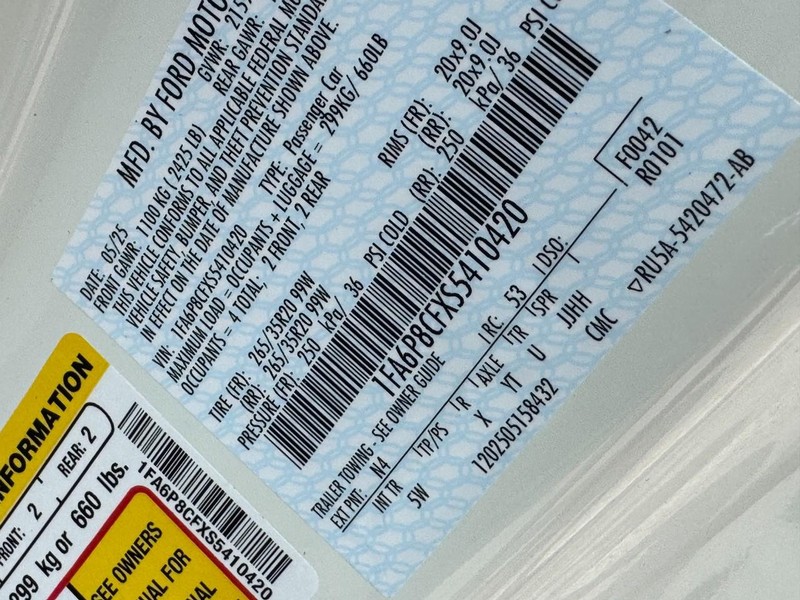 MFD. BY FORD MOTO
DATE: 05/25 GVWR: 215
FRONT GAWR: 1100 KG ( 2425 LB) REAR GAWR:
THIS VEHICLE CONFORMS TO ALL APPLICABLE FEDERAL M
VEHICLE SAFETY, BUMPER, AND THEFT PREVENTION STANDA
IN EFFECT ON THE DATE OF MANUFACTURE SHOWN ABOVE.
VIN: 1FA6P8CFXS5410420 TYPE: Passenger Car
MAXIMUM LOAD = OCCUPANTS + LUGGAGE = 299KG/ 660LB
OCCUPANTS = 4 TOTAL: 2 FRONT, 2 REAR
TIRE (FR): 265/35R20 99W RIMS (FR): 20x9.0J
(RR): 265/35R20 99W (RR): 20x9.0J
PRESSURE (FR): 250 kPa/ 36 PSI COLD (RR): 250 kPa/ 36 PSI CO
1FA6P8CFXS5410420
TRAILER TOWING - SEE OWNER GUIDE
F0042
EXT PNT: N4 RC: 53 DSO: R0101
INT TR TP/PS R AXLE TR SPR
5W X YT U JJHH
1202505158432 CMC ▽RU5A-5420472-AB
NFORMATION
FRONT: 2 REAR: 2
299 kg or 660 lbs.
1FA6P8CFXS5410420
SEE OWNERS
UAL FOR